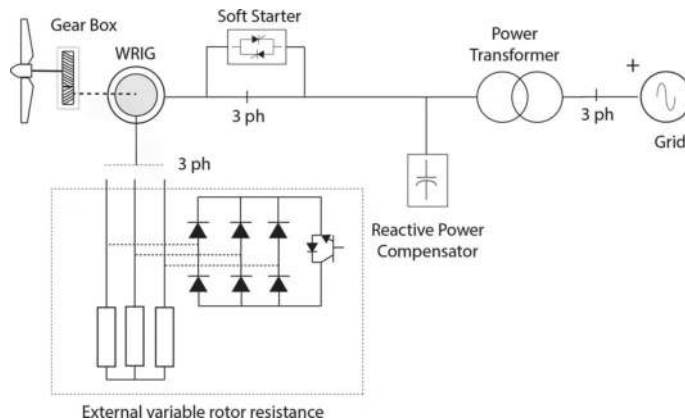 Soft Starter
Gear Box
WRIG
Power
Transformer
+
3 ph
3 ph
Grid
3 ph
Reactive Power
Compensator
External variable rotor resistance